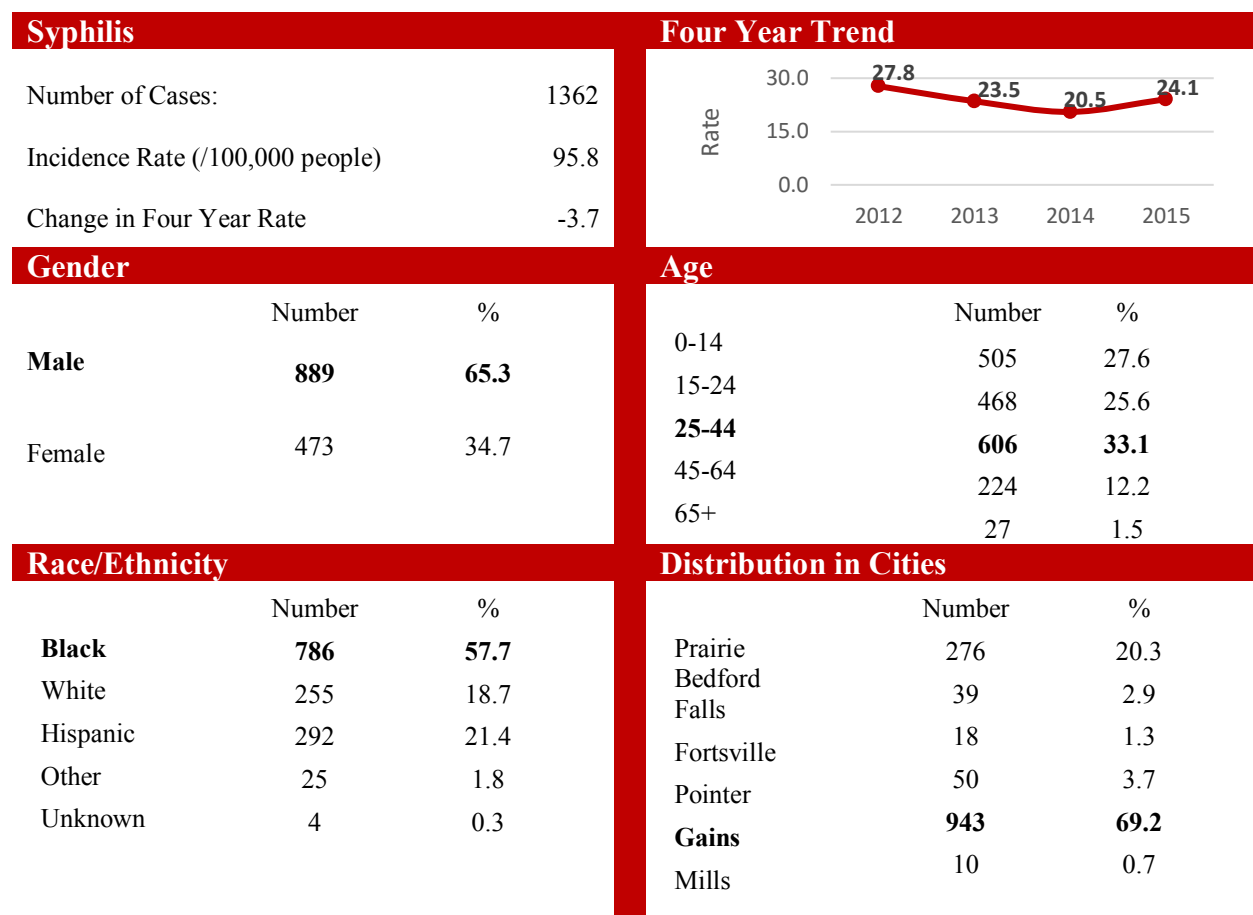 Syphilis
Number of Cases: 1362
Incidence Rate (/100,000 people) 95.8
Change in Four Year Rate -3.7
Four Year Trend
Rate
30.0
15.0
0.0
27.8 23.5 20.5 24.1
2012 2013 2014 2015
Gender
Number %
Male 889 65.3
Female 473 34.7
Age
Number %
0-14 505 27.6
15-24 468 25.6
25-44 606 33.1
45-64 224 12.2
65+ 27 1.5
Race/Ethnicity
Number %
Black 786 57.7
White 255 18.7
Hispanic 292 21.4
Other 25 1.8
Unknown 4 0.3
Distribution in Cities
Number %
Prairie 276 20.3
Bedford
Falls 39 2.9
Fortsville 18 1.3
Pointer 50 3.7
Gains 943 69.2
Mills 10 0.7